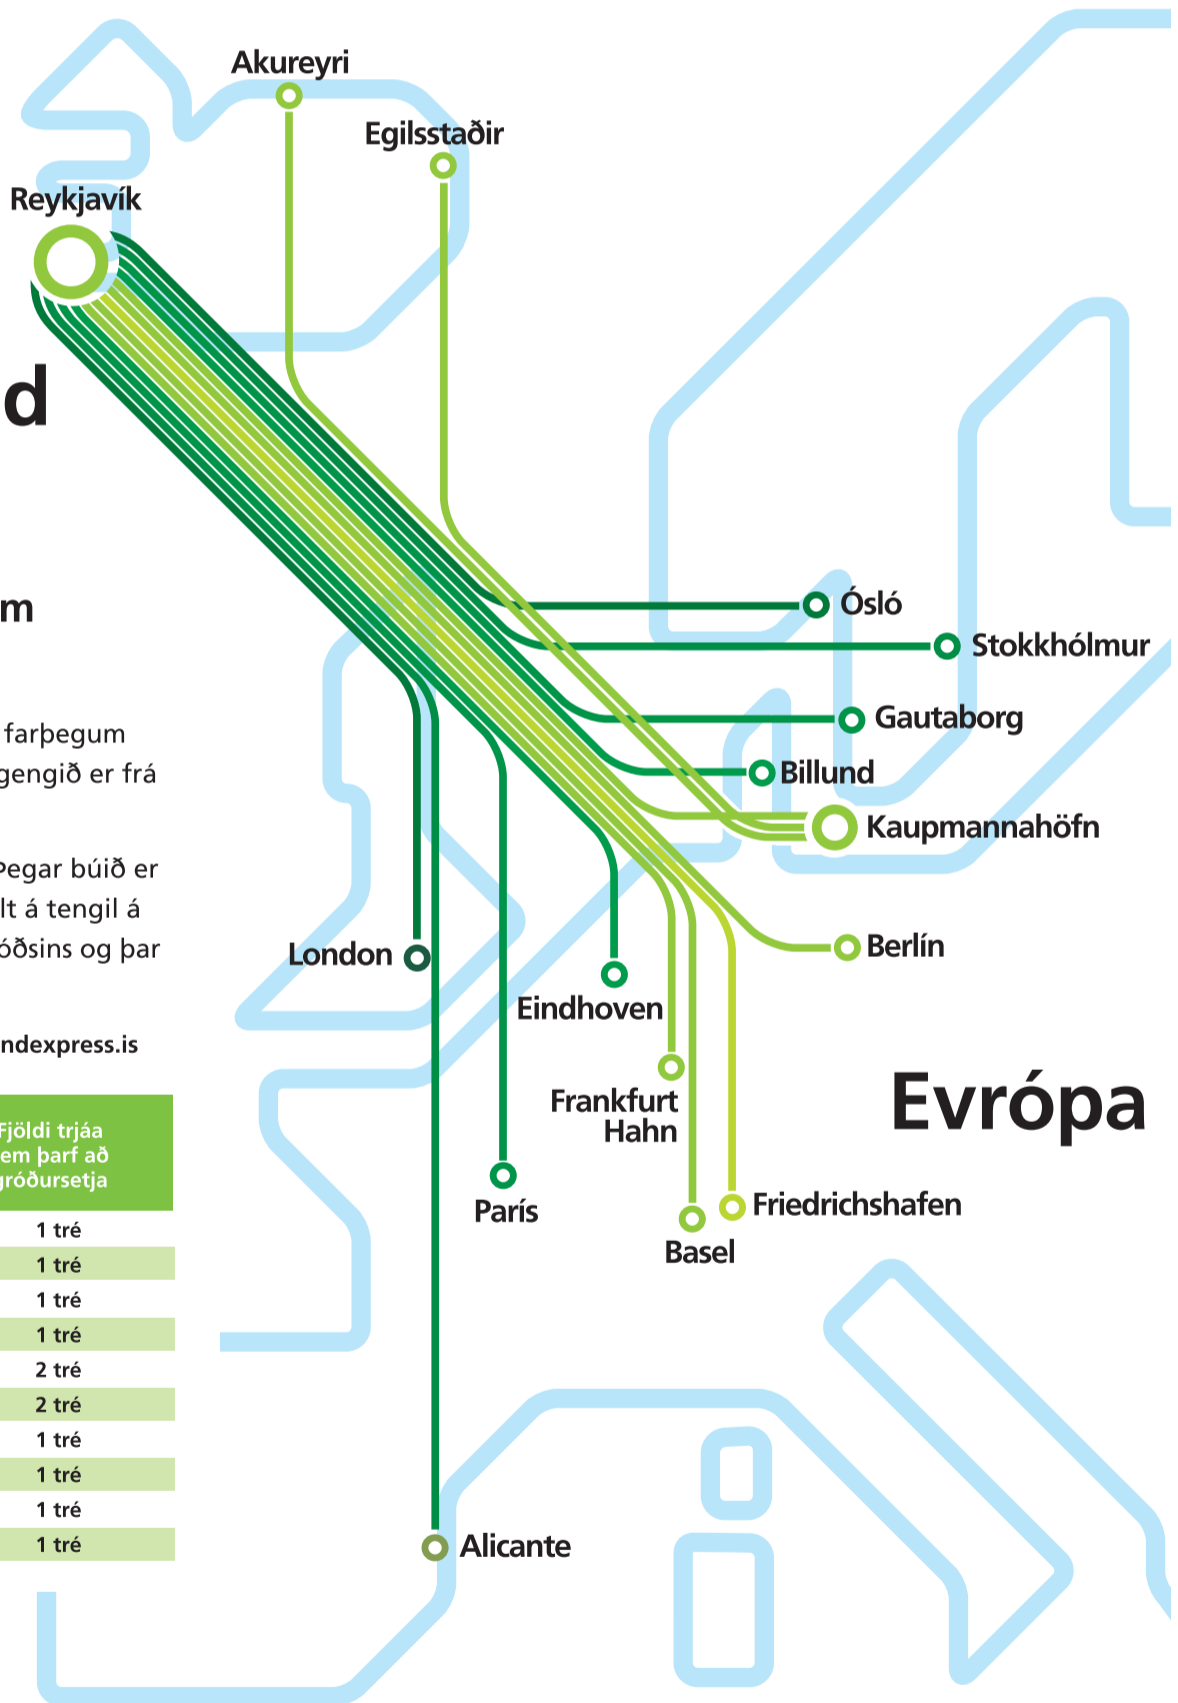 Akureyri
Egilsstaðir
Reykjavík
d
m
farþegum
gengið er frá
Þegar búið er
lt á tengil á
óðsins og þar
ndexpress.is
Fjöldi trjáa
em þarf að
gróðursetja
1 tré
1 tré
1 tré
1 tré
2 tré
2 tré
1 tré
1 tré
1 tré
1 tré
Ósló
Stokkhólmur
Gautaborg
Billund
Kaupmannahöfn
Berlín
London
Eindhoven
Frankfurt
Hahn
Evrópa
París
Friedrichshafen
Basel
Alicante